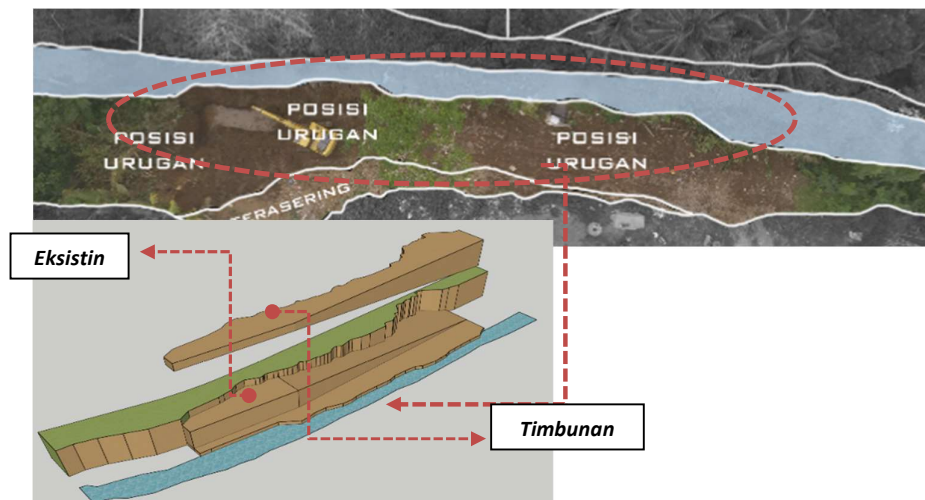 POSISI
URUGAN
POSISI
URUGAN
POSISI
URUGAN
TERASERING
Eksistin
Timbunan